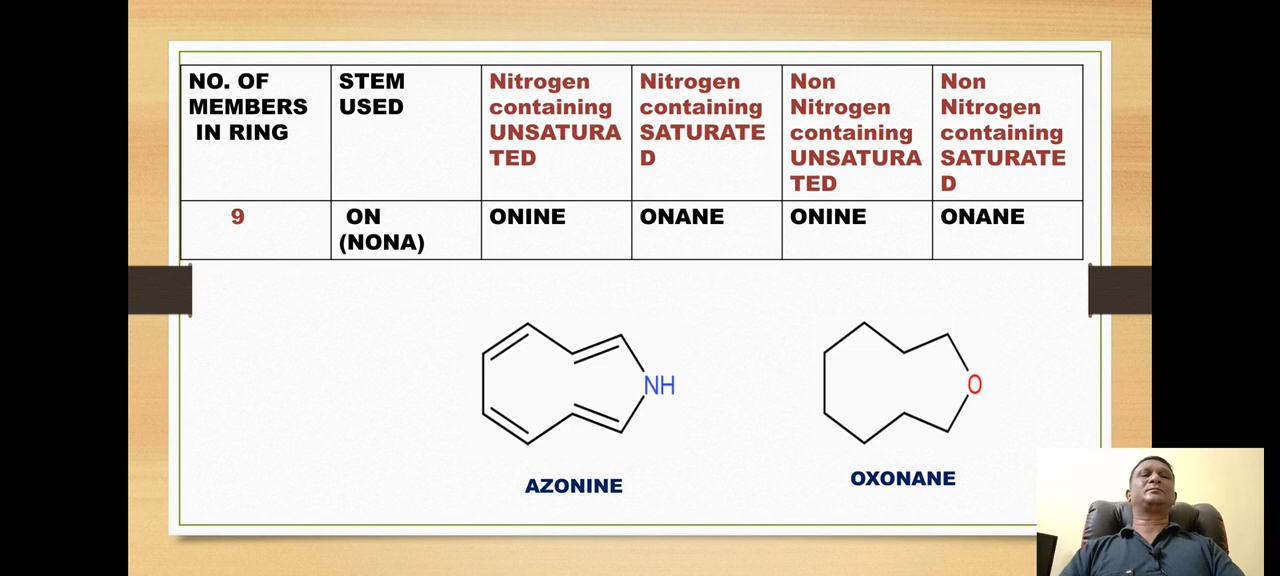 NO. OF
MEMBERS
IN RING
STEM
USED
Nitrogen
containing
UNSATURA
TED
Nitrogen
containing
SATURATE
D
Non
Nitrogen
containing
UNSATURA
TED
Non
Nitrogen
containing
SATURATE
D
9
ON
(NONA)
ONINE
ONANE
ONINE
ONANE
NH
O
AZONINE
OXONANE